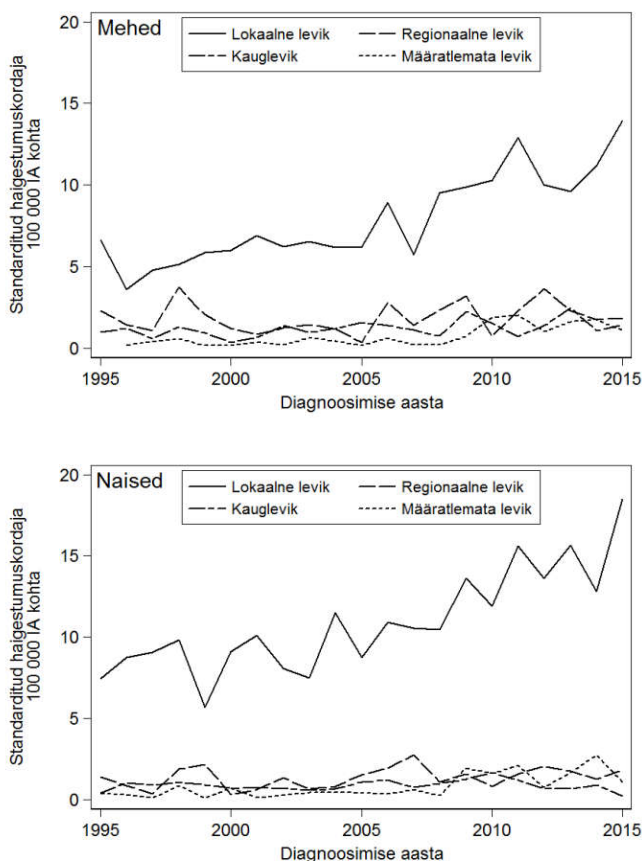 Mehed
Lokaalne levik
Regionaalne levik
Kauglevik
Määratlemata levik
Standarditud haigestumuskordaja
100 000 IA kohta
20
15
10
5
0
1995
2000
2005
2010
2015
Diagnoosimise aasta
Naised
Lokaalne levik
Regionaalne levik
Kauglevik
Määratlemata levik
Standarditud haigestumuskordaja
100 000 IA kohta
20
15
10
5
0
1995
2000
2005
2010
2015
Diagnoosimise aasta